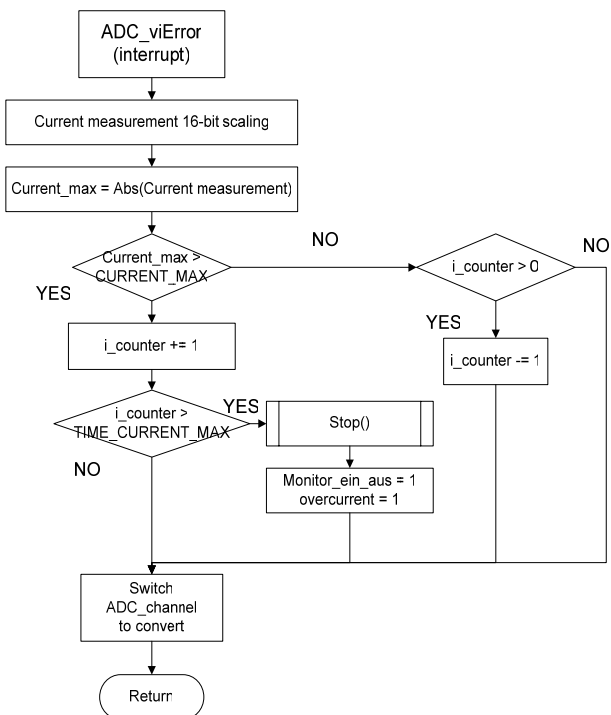 ADC_viError
(interrupt)
Current measurement 16-bit scaling
Current_max = Abs(Current measurement)
Current_max >
CURRENT_MAX
NO
YES
i_counter > 0
NO
YES
i_counter += 1
i_counter -= 1
i_counter >
TIME_CURRENT_MAX
YES
NO
Stop()
Monitor_ein_aus = 1
overcurrent = 1
Switch
ADC_channel
to convert
Return